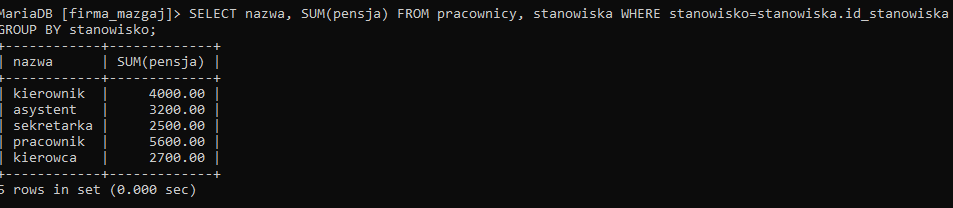 MariaDB [firma_mazgaj]> SELECT nazwa, SUM(pensja) FROM pracownicy, stanowiska WHERE stanowisko=stanowiska.id_stanowiska
GROUP BY stanowisko;
+------------+-------------+
| nazwa      | SUM(pensja) |
+------------+-------------+
| kierownik  |     4000.00 |
| asystent   |     3200.00 |
| sekretarka |     2500.00 |
| pracownik  |     5600.00 |
| kierowca   |     2700.00 |
+------------+-------------+
5 rows in set (0.000 sec)